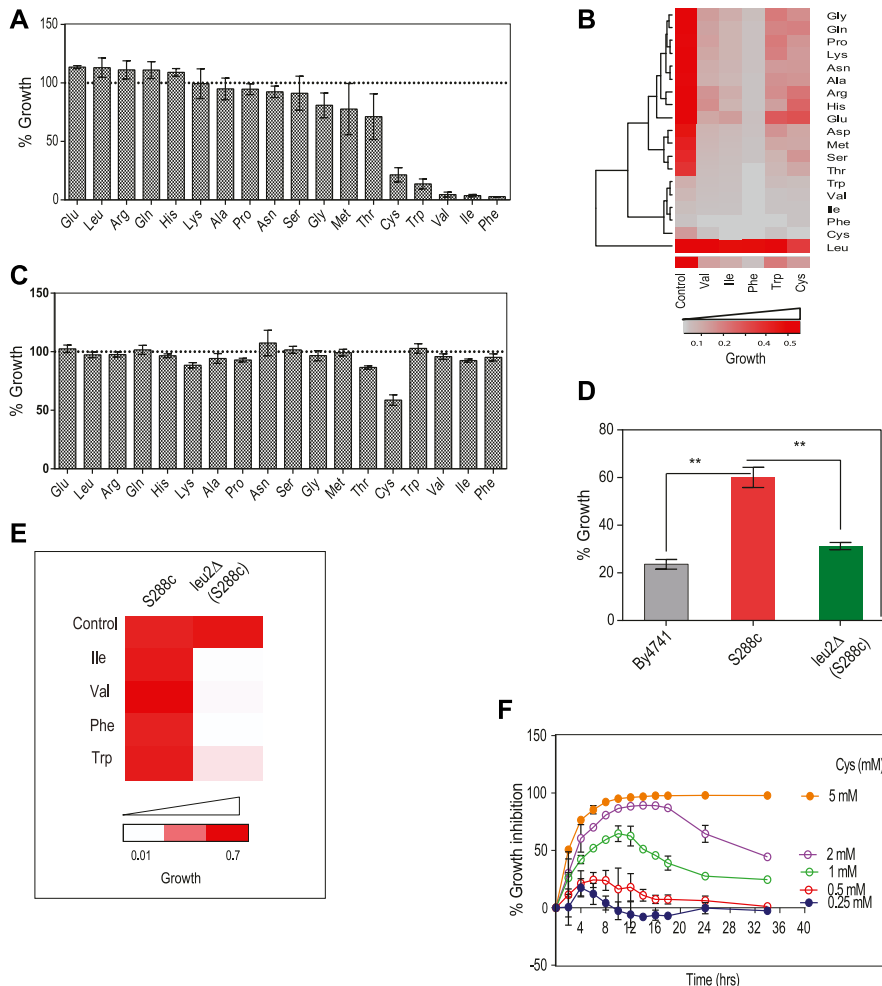 A
150
100
50
0
% Growth
Glu Leu Arg Gln His Lys Ala Pro Asn Ser Gly Met Thr Cys Trp Val Ile Phe
B
Gly
Gln
Pro
Lys
Asn
Ala
Arg
His
Glu
Asp
Met
Ser
Thr
Trp
Val
Ile
Phe
Cys
Leu
Control Val Ile Phe Trp Cys
0.1 0.2 0.4 0.5
Growth
C
150
100
50
0
% Growth
Glu Leu Arg Gln His Lys Ala Pro Asn Ser Gly Met Thr Cys Trp Val Ile Phe
D
80
60
40
20
0
% Growth
** **
By4741 S288c leu2Δ
(S288c)
E
S288c leu2Δ
(S288c)
Control
Ile
Val
Phe
Trp
0.01 0.7
Growth
F
150
100
50
0
-50
% Growth inhibition
4 8 12 16 20 24 28 32 36 40
Time (hrs)
Cys (mM)
5 mM
2 mM
1 mM
0.5 mM
0.25 mM